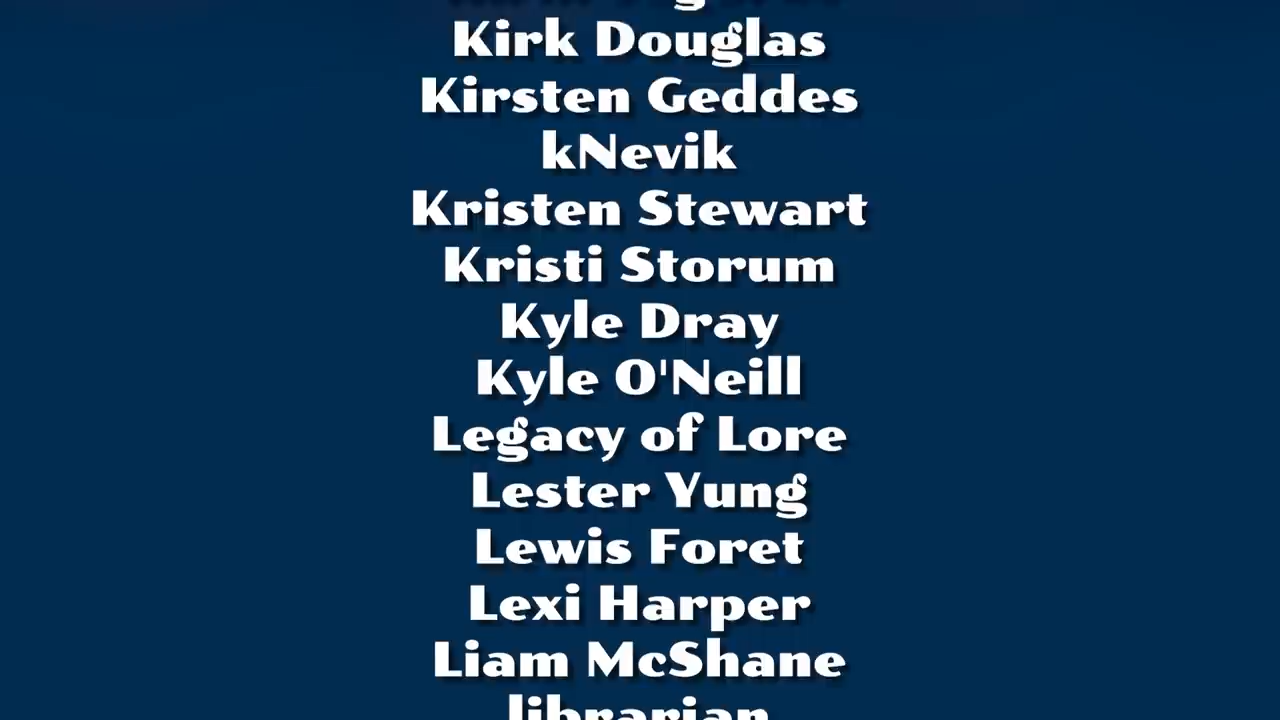 Kirk Douglas
Kirsten Geddes
kNevik
Kristen Stewart
Kristi Storum
Kyle Dray
Kyle O'Neill
Legacy of Lore
Lester Yung
Lewis Foret
Lexi Harper
Liam McShane
librarian